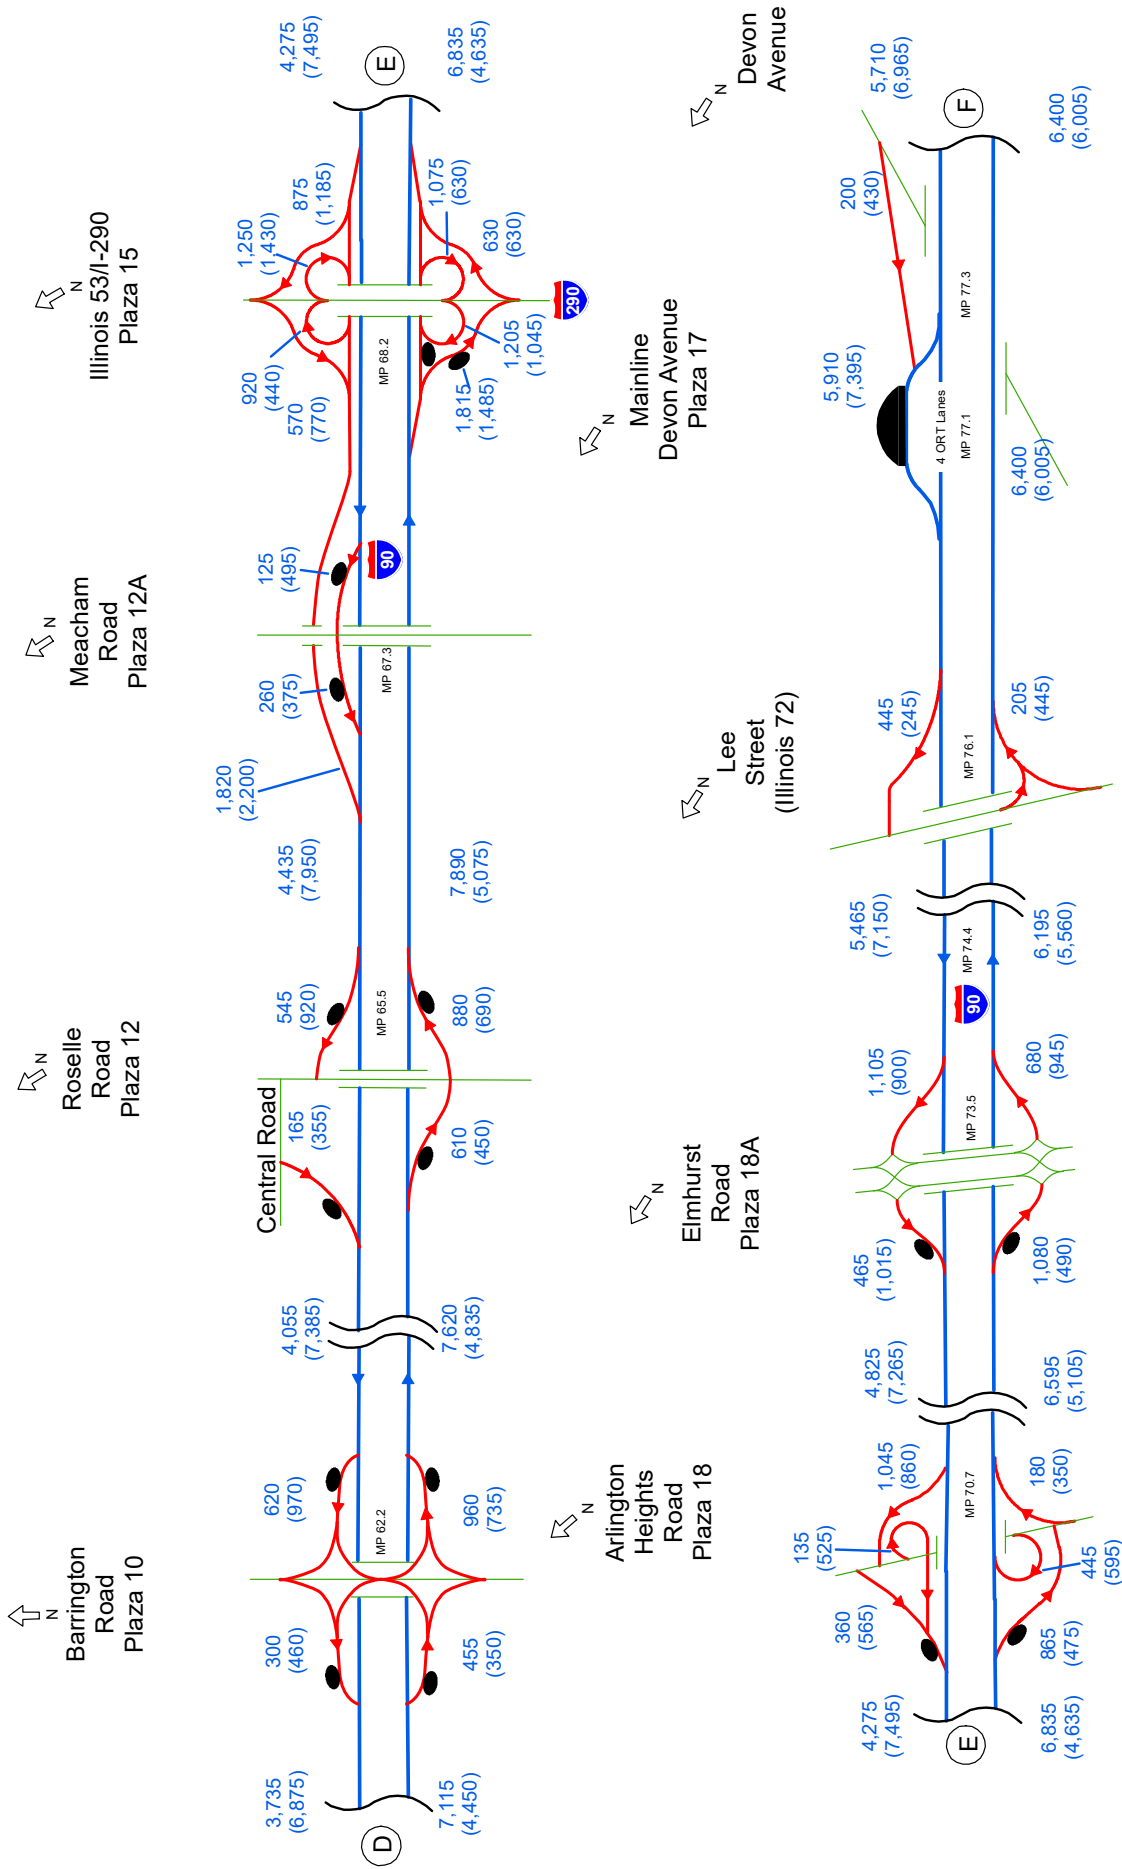 Barrington
Road
Plaza 10
N
Roselle
Road
Plaza 12
N
Meacham
Road
Plaza 12A
N
Illinois 53/I-290
Plaza 15
N
3,735
(6,875)
300
(460)
620
(970)
4,055
(7,385)
Central Road
165
(355)
545
(920)
4,435
(7,950)
1,820
(2,200)
260
(375)
125
(495)
920
(440)
570
(770)
1,250
(1,430)
875
(1,185)
4,275
(7,495)
D
MP 62.2
MP 65.5
MP 67.3
90
MP 68.2
E
7,115
(4,450)
455
(350)
960
(735)
7,620
(4,835)
610
(450)
880
(690)
7,890
(5,075)
1,815
(1,485)
1,205
(1,045)
290
630
(630)
1,075
(630)
6,835
(4,635)
Arlington
Heights
Road
Plaza 18
N
Elmhurst
Road
Plaza 18A
N
Lee
Street
(Illinois 72)
N
Mainline
Devon Avenue
Plaza 17
N
Devon
Avenue
N
4,275
(7,495)
360
(565)
135
(525)
1,045
(860)
4,825
(7,265)
465
(1,015)
1,105
(900)
5,465
(7,150)
445
(245)
5,910
(7,395)
200
(430)
5,710
(6,965)
E
MP 70.7
MP 73.5
90
MP 74.4
MP 76.1
4 ORT Lanes
MP 77.1
MP 77.3
F
6,835
(4,635)
865
(475)
445
(595)
180
(350)
6,595
(5,105)
1,080
(490)
680
(945)
6,195
(5,560)
205
(445)
6,400
(6,005)
6,400
(6,005)